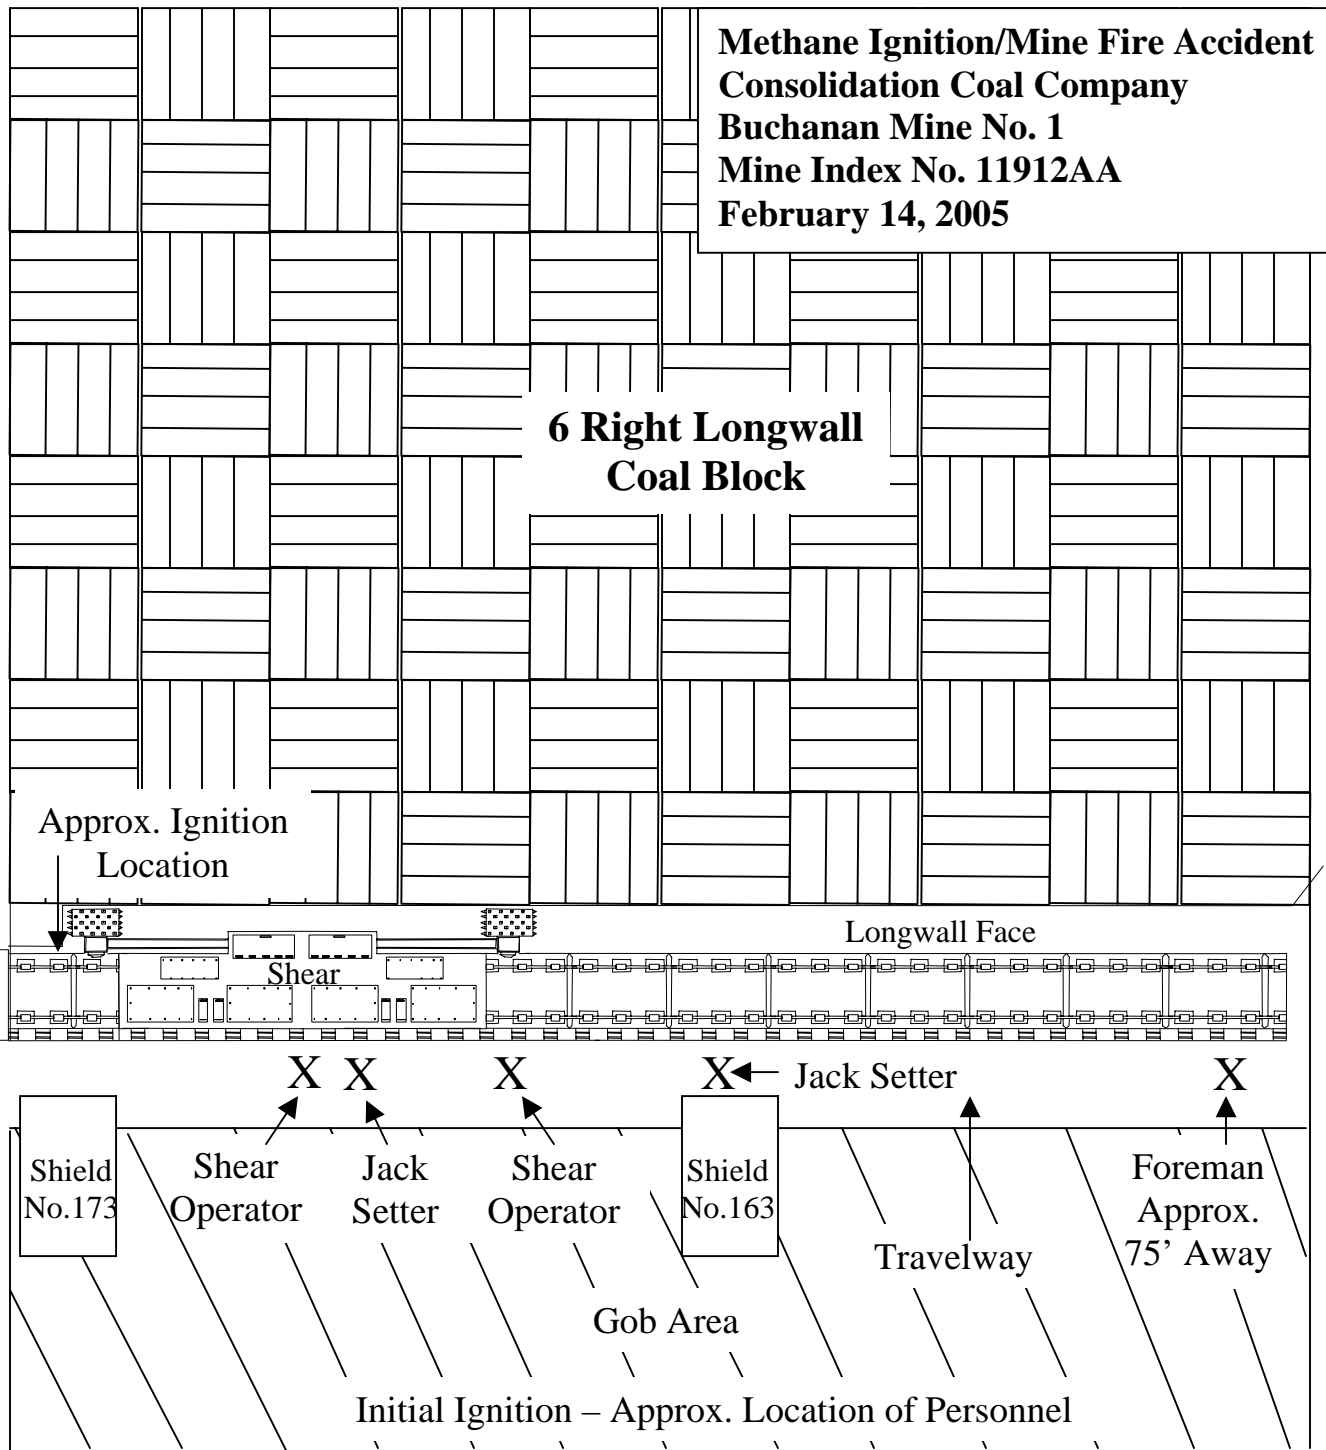 Methane Ignition/Mine Fire Accident
Consolidation Coal Company
Buchanan Mine No. 1
Mine Index No. 11912AA
February 14, 2005
6 Right Longwall
Coal Block
Approx. Ignition
Location
Longwall Face
Shear
X
X
X
X
Jack Setter
X
Shield
No.173
Shear
Operator
Jack
Setter
Shear
Operator
Shield
No.163
Travelway
Foreman
Approx.
75’ Away
Gob Area
Initial Ignition – Approx. Location of Personnel